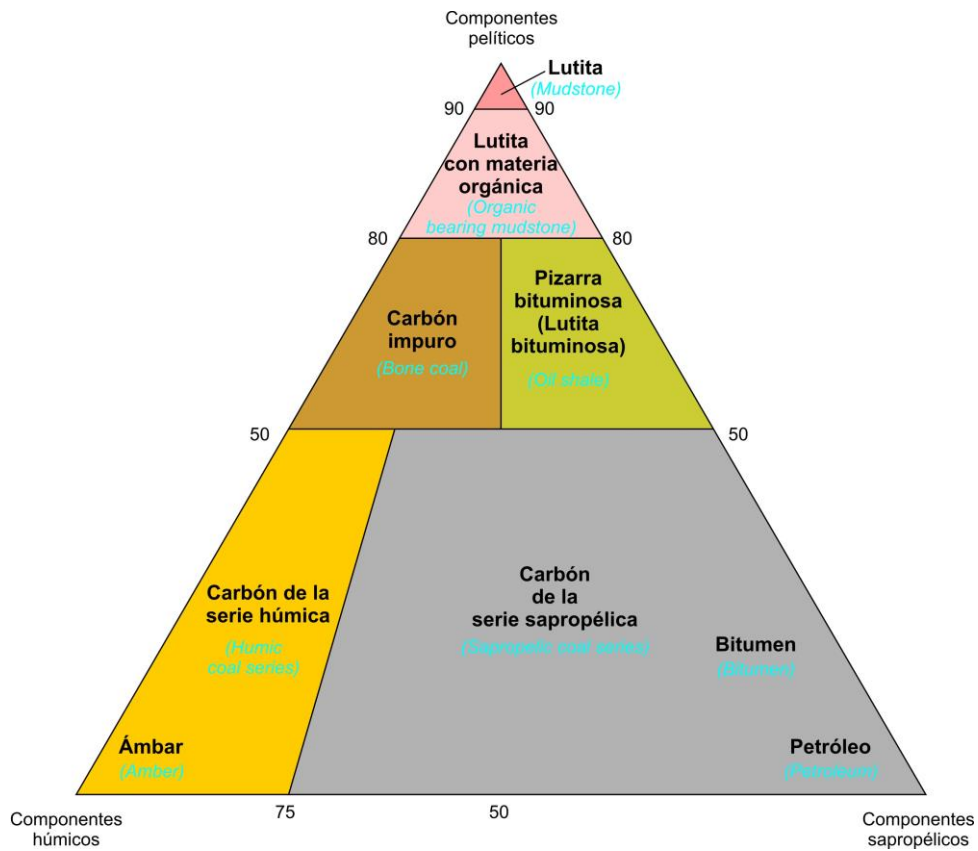 Componentes
pelíticos
Lutita
(Mudstone)
90
90
Lutita
con materia
orgánica
(Organic
bearing mudstone)
80
80
Pizarra
bituminosa
(Lutita
bituminosa)
(Oil shale)
Carbón
impuro
(Bone coal)
50
50
Carbón de la
serie húmica
(Humic
coal series)
Carbón
de la
serie sapropélica
(Sapropelic coal series)
Bitumen
(Bitumen)
Ámbar
(Amber)
Petróleo
(Petroleum)
Componentes
húmicos
75
50
Componentes
sapropélicos